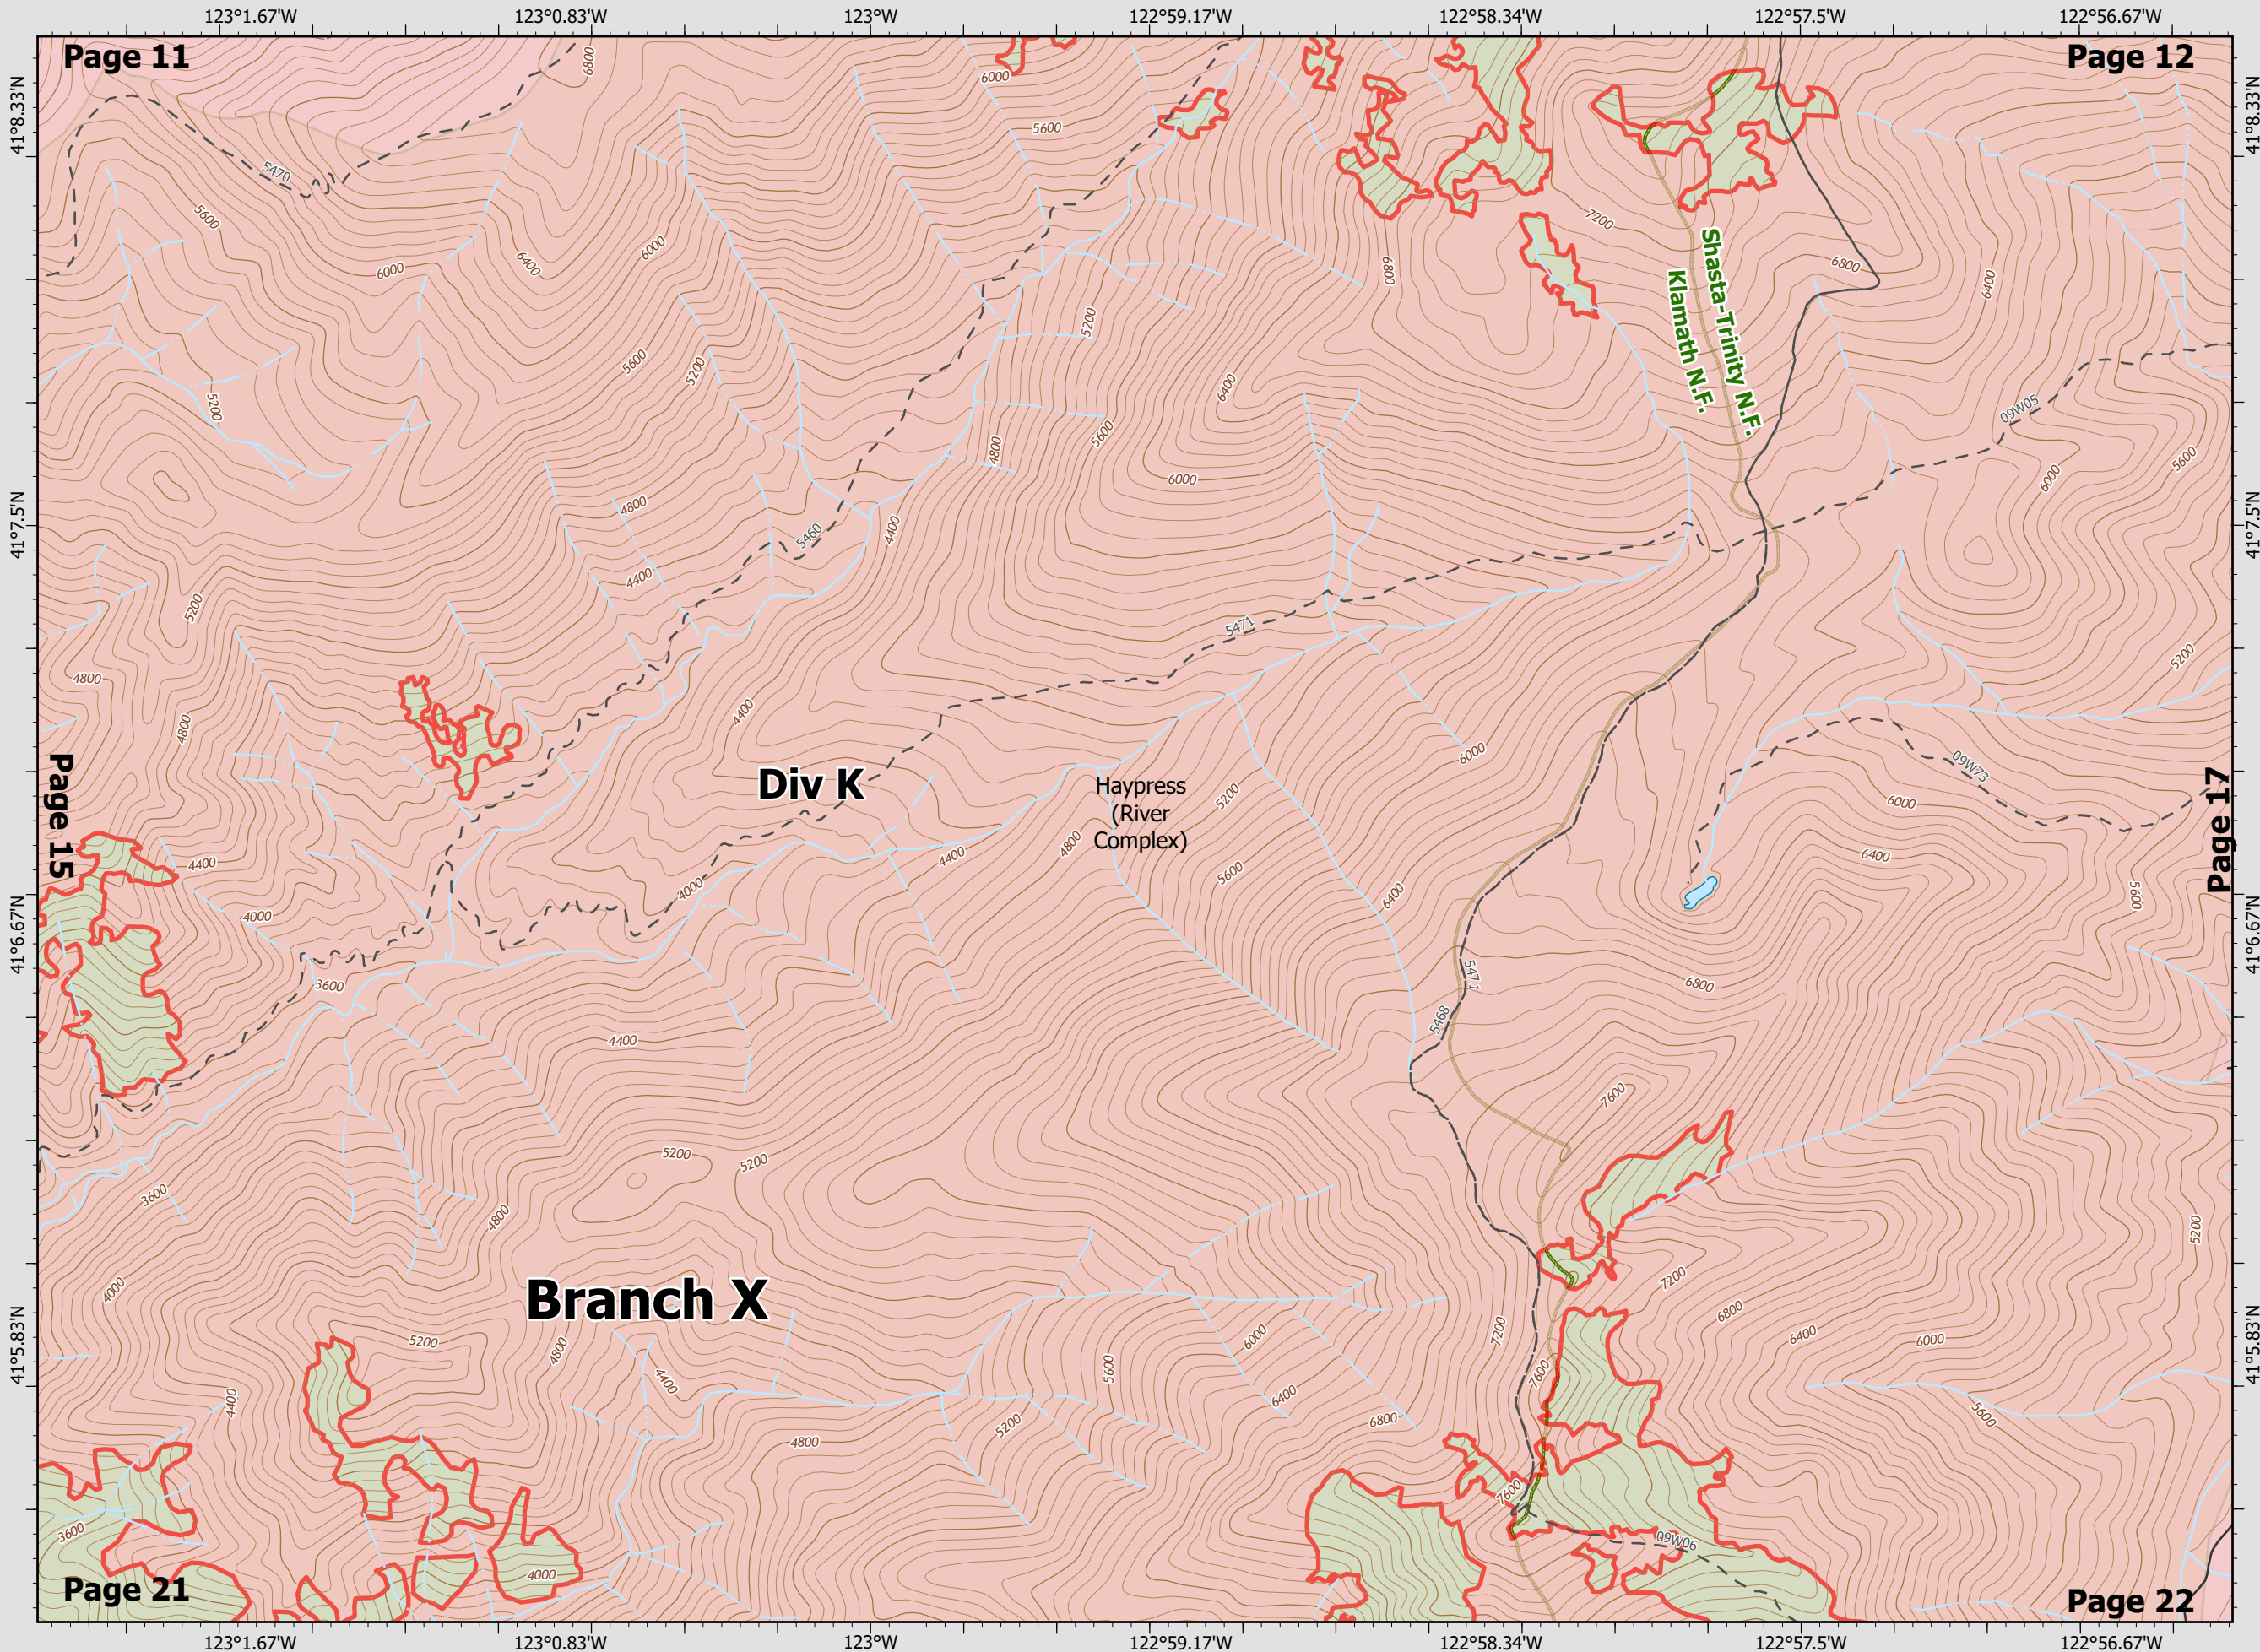 123°1.67'W
123°0.83'W
123°W
122°59.17'W
122°58.34'W
122°57.5'W
122°56.67'W
Page 11
Page 12
41°8.33'N
41°8.33'N
6800
6000
5600
5470
5600
6000
6400
6000
7200
6800
6800
6400
Shasta-Trinity N.F.
Klamath N.F.
5200
5600
5200
5200
6400
4800
5600
6000
09W05
5600
6000
41°7.5'N
41°7.5'N
4800
5460
4400
4400
5200
5471
4800
4800
4400
6000
5200
Page 15
Div K
Haypress
(River
Complex)
5200
4800
5600
4400
6400
09W73
6000
6400
5600
Page 17
4400
4000
4000
41°6.67'N
41°6.67'N
3600
5471
5468
6800
4400
7600
5200
5200
3600
4800
4000
5200
Branch X
7200
6800
6400
6000
41°5.83'N
41°5.83'N
5200
4800
4400
4400
7200
7600
6000
5600
6400
6800
5200
4800
5600
3600
4000
7600
09W06
Page 21
Page 22
123°1.67'W
123°0.83'W
123°W
122°59.17'W
122°58.34'W
122°57.5'W
122°56.67'W